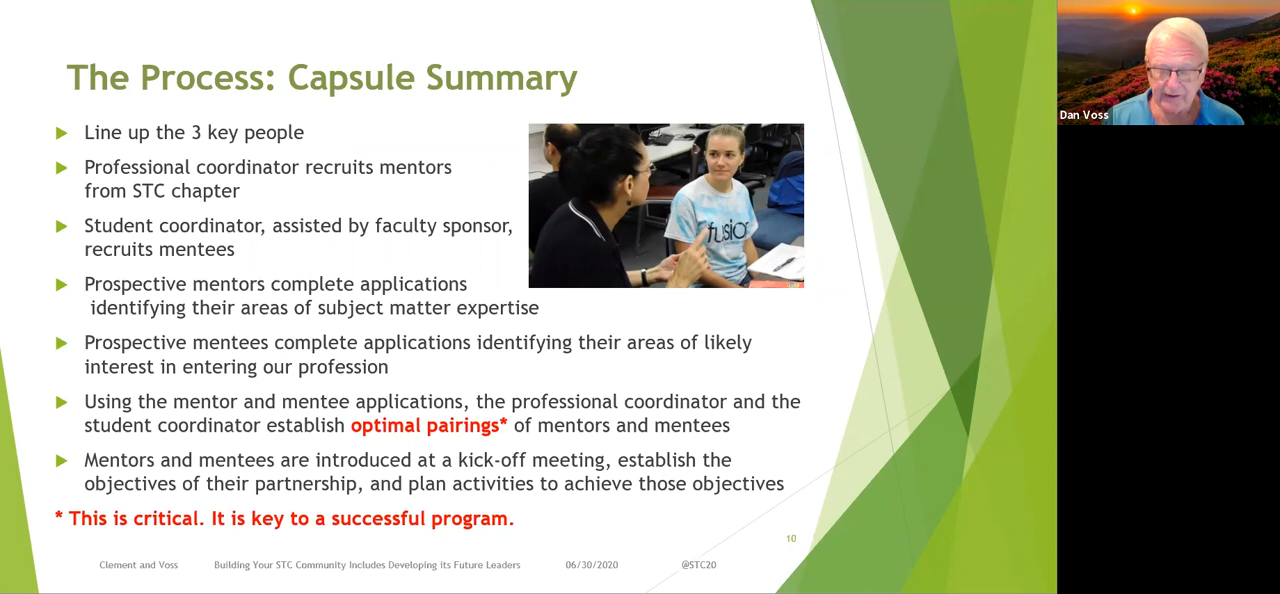 The Process: Capsule Summary
Line up the 3 key people
Professional coordinator recruits mentors
from STC chapter
Student coordinator, assisted by faculty sponsor,
recruits mentees
Prospective mentors complete applications
identifying their areas of subject matter expertise
Prospective mentees complete applications identifying their areas of likely
interest in entering our profession
Using the mentor and mentee applications, the professional coordinator and the
student coordinator establish optimal pairings* of mentors and mentees
Mentors and mentees are introduced at a kick-off meeting, establish the
objectives of their partnership, and plan activities to achieve those objectives
* This is critical. It is key to a successful program.
10
Clement and Voss Building Your STC Community Includes Developing its Future Leaders 06/30/2020 @STC20
fusion
Dan Voss